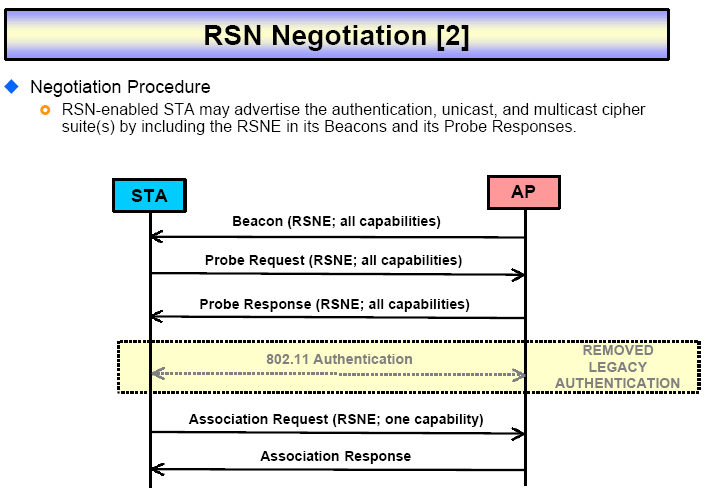 RSN Negotiation [2]
Negotiation Procedure
RSN-enabled STA may advertise the authentication, unicast, and multicast cipher
suite(s) by including the RSNE in its Beacons and its Probe Responses.
STA
AP
Beacon (RSNE; all capabilities)
Probe Request (RSNE; all capabilities)
Probe Response (RSNE; all capabilities)
802.11 Authentication
REMOVED
LEGACY
AUTHENTICATION
Association Request (RSNE; one capability)
Association Response